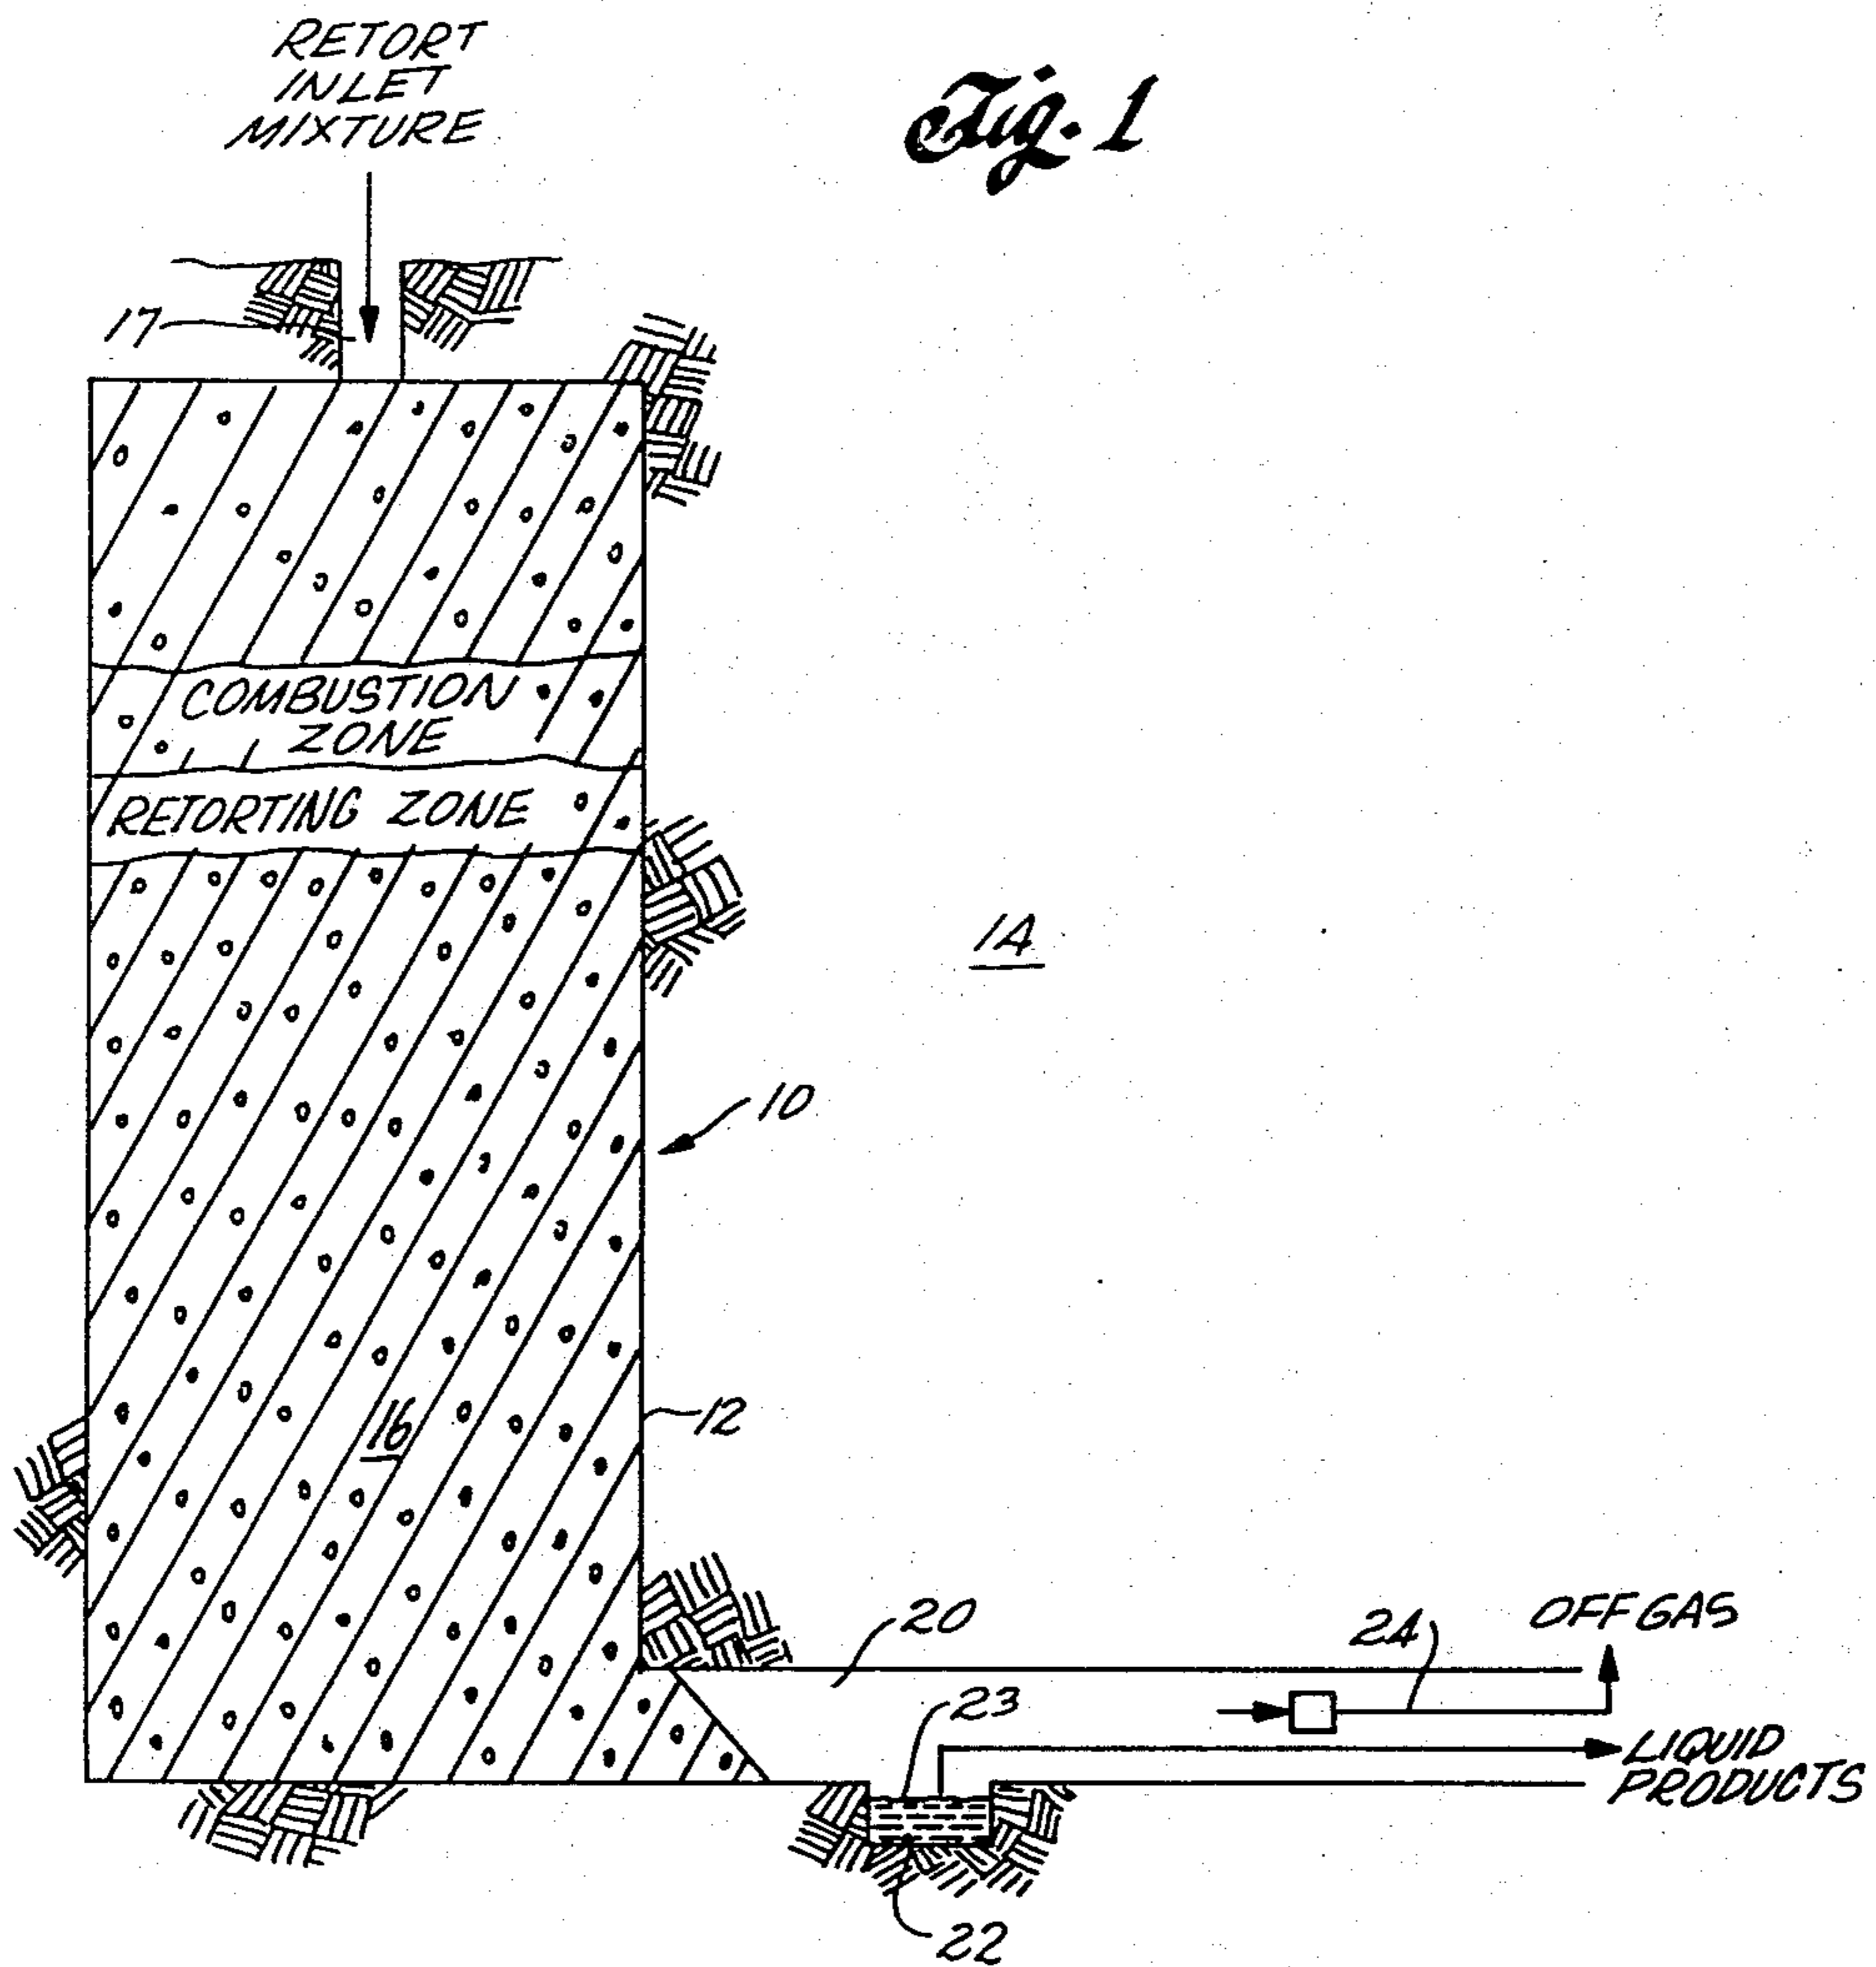 RETORT
INLET
MIXTURE
Fig. 1
17
COMBUSTION
ZONE
RETORTING ZONE
14
10
12
16
20
24
OFF GAS
23
LIQUID
PRODUCTS
22